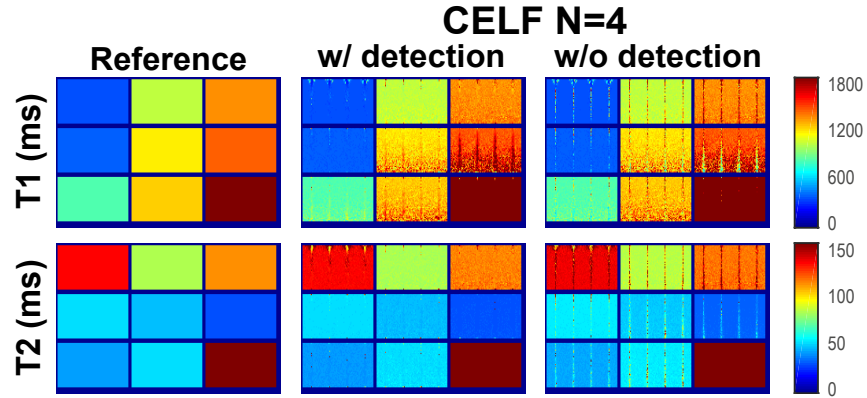 CELF N=4
Reference
w/ detection
w/o detection
T1 (ms)
1800
1200
600
0
T2 (ms)
150
100
50
0